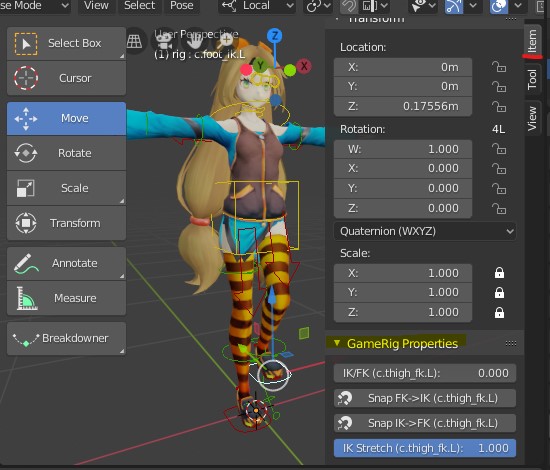 se Mode
View
Select
Pose
Local
Select Box
Cursor
Move
Rotate
Scale
Transform
Annotate
Measure
Breakdowner
User Perspective
(1) rig : c.foot_ik.L
Z
Y
X
Transform
Location:
X: 0m
Y: 0m
Z: 0.17556m
Rotation: 4L
W: 1.000
X: 0.000
Y: 0.000
Z: 0.000
Quaternion (WXYZ)
Scale:
X: 1.000
Y: 1.000
Z: 1.000
GameRig Properties
IK/FK (c.thigh_fk.L): 0.000
Snap FK->IK (c.thigh_fk.L)
Snap IK->FK (c.thigh_fk.L)
IK Stretch (c.thigh_fk.L): 1.000
Item
Tool
View